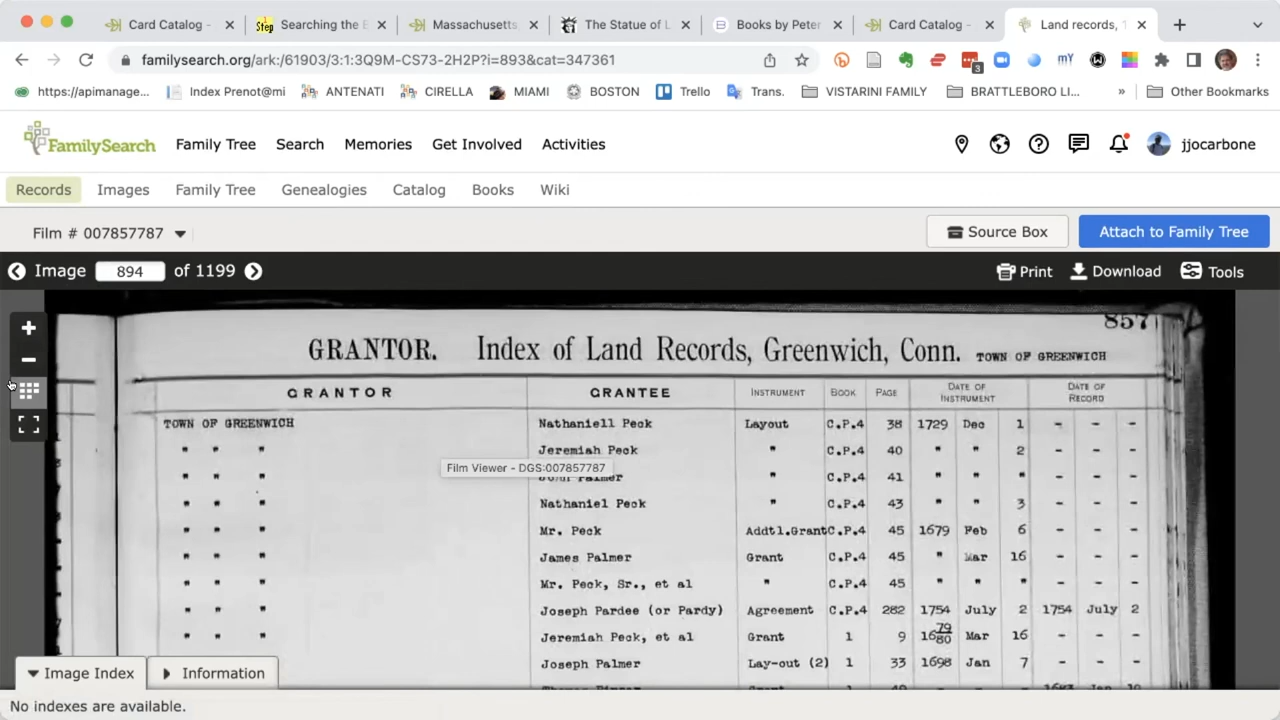 Card Catalog - Searching the E Massachusetts, The Statue of L Books by Peter Card Catalog - Land records, T
familysearch.org/ark:/61903/3:1:3Q9M-CS73-2H2P?i=893&cat=347361 3 mY
https://apimanage... Index Prenot@mi ANTENATI CIRELLA MIAMI BOSTON Trello Trans. VISTARINI FAMILY BRATTLEBORO LI... » Other Bookmarks
FamilySearch Family Tree Search Memories Get Involved Activities jjocarbone
Records Images Family Tree Genealogies Catalog Books Wiki
Film # 007857787 Source Box Attach to Family Tree
Image 894 of 1199 Print Download Tools
857
GRANTOR. Index of Land Records, Greenwich, Conn. TOWN OF GREENWICH
GRANTOR GRANTEE INSTRUMENT BOOK PAGE DATE OF INSTRUMENT DATE OF RECORD
TOWN OF GREENWICH Nathaniell Peck Layout C.P.4 38 1729 Dec 1 - - -
" " " Jeremiah Peck " C.P.4 40 " " 2 - - -
Film Viewer - DGS:007857787
" " " Palmer " C.P.4 41 " " " - - -
" " " Nathaniel Peck " C.P.4 43 " " 3 - - -
" " " Mr. Peck Addtl.Grant C.P.4 45 1679 Feb 6 - - -
" " " James Palmer Grant C.P.4 45 " Mar 16 - - -
" " " Mr. Peck, Sr., et al " C.P.4 45 " " " - - -
" " " Joseph Pardee (or Pardy) Agreement C.P.4 282 1754 July 2 1754 July 2
" " " Jeremiah Peck, et al Grant 1 9 1679/80 Mar 16 - - -
Joseph Palmer Lay-out (2) 1 33 1698 Jan 7 - - -
Image Index Information
No indexes are available.